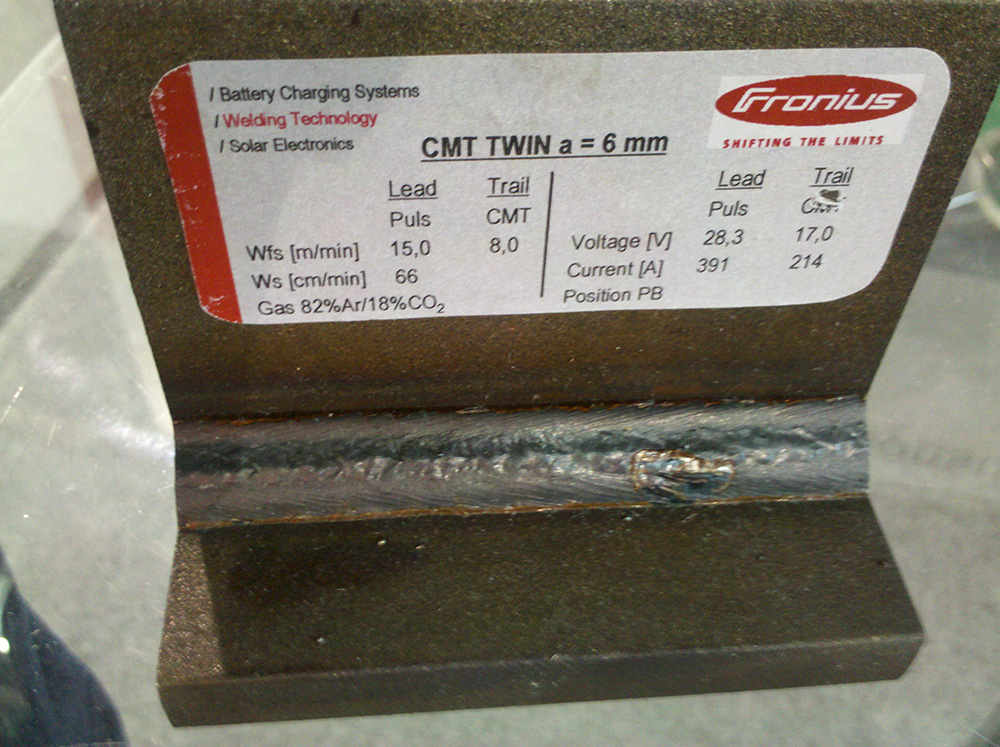 / Battery Charging Systems
/ Welding Technology
/ Solar Electronics
Fronius
SHIFTING THE LIMITS
CMT TWIN a = 6 mm
Lead Trail
Puls CMT
Wfs [m/min] 15,0 8,0
Ws [cm/min] 66
Gas 82%Ar/18%CO₂
Lead Trail
Puls CMT
Voltage [V] 28,3 17,0
Current [A] 391 214
Position PB